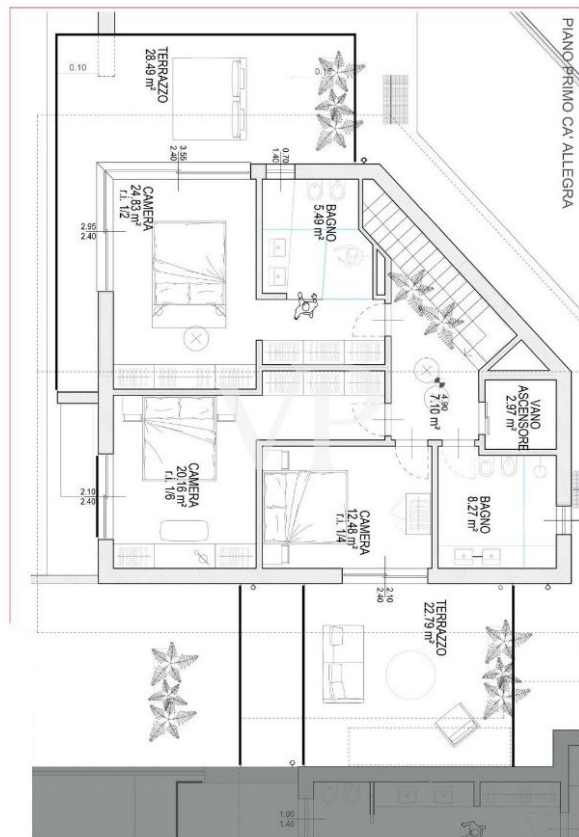 PIANO PRIMO CA' ALLEGRA
TERRAZZO
28.49 m²
0.10
0.10
3.55
2.40
0.70
1.40
CAMERA
24,83 m²
r.i. 1/2
BAGNO
5.49 m²
2.95
2.40
4.90
7.10 m²
VANO
ASCENSORE
2.97 m²
VP
CAMERA
20.16 m²
r.i. 1/6
CAMERA
12.48 m²
r.i. 1/4
BAGNO
8.27 m²
2.10
2.40
2.10
2.40
TERRAZZO
22.79 m²
1.00
1.40